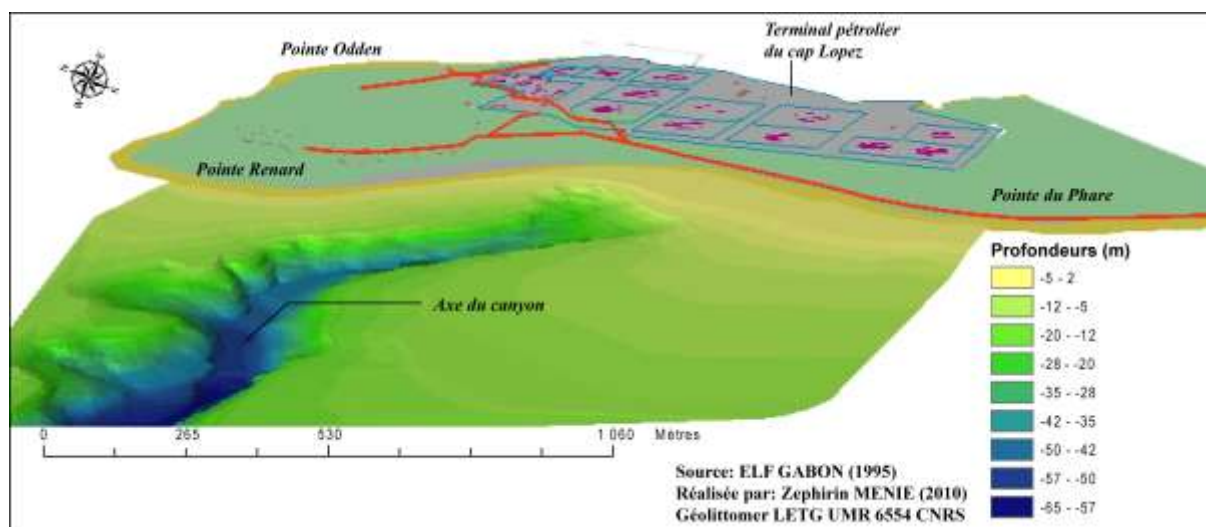 Pointe Odden
Terminal pétrolier
du cap Lopez
Pointe Renard
Pointe du Phare
Axe du canyon
Profondeurs (m)
-5 - 2
-12 - -5
-20 - -12
-28 - -20
-35 - -28
-42 - -35
-50 - -42
-57 - -50
-65 - -57
0 265 530 1 060 Mètres
Source: ELF GABON (1995)
Réalisée par: Zephirin MENIE (2010)
Géolittomer LETG UMR 6554 CNRS